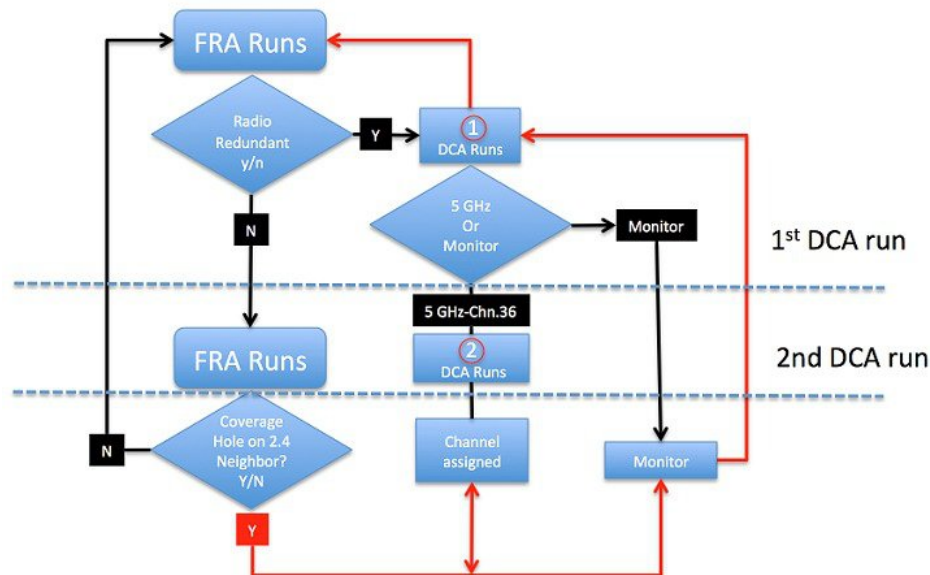 FRA Runs
Radio
Redundant
y/n
Y
1
DCA Runs
N
5 GHz
Or
Monitor
Monitor
1st DCA run
5 GHz-Chn.36
FRA Runs
2
DCA Runs
2nd DCA run
Coverage
Hole on 2.4
Neighbor?
Y/N
N
Channel
assigned
Monitor
Y